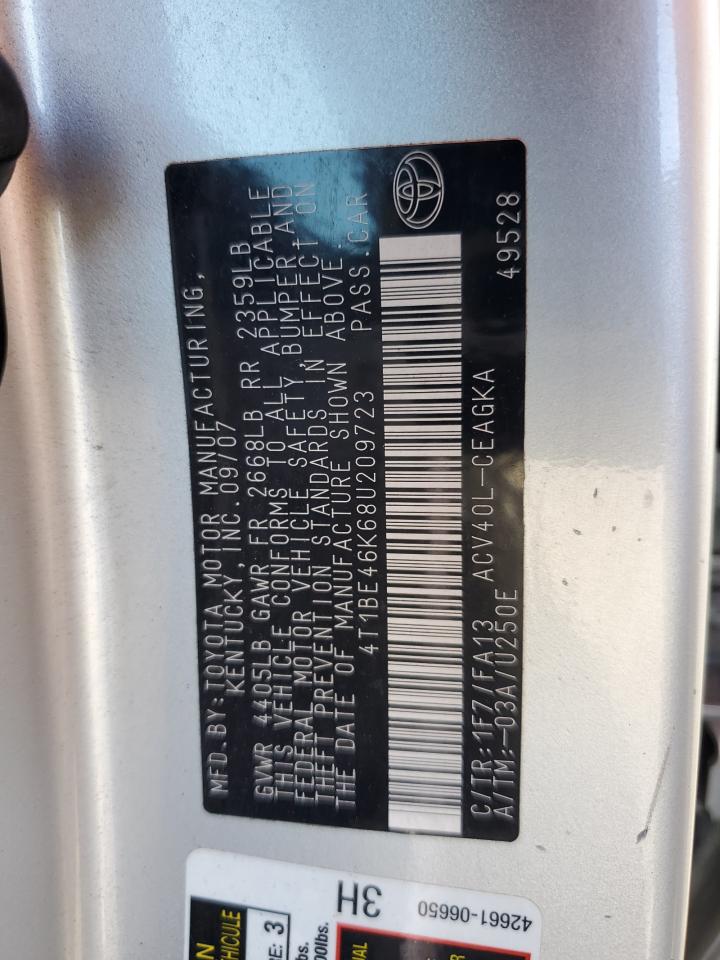 MFD.BY:TOYOTA MOTOR MANUFACTURING,
KENTUCKY,INC.09/07
GVWR 4405LB GAWR FR 2668LB RR 2359LB
THIS VEHICLE CONFORMS TO ALL APPLICABLE
FEDERAL MOTOR VEHICLE SAFETY, BUMPER,AND
THEFT PREVENTION STANDARDS IN EFFECT ON
THE DATE OF MANUFACTURE SHOWN ABOVE.
4T1BE46K68U209723 PASS.CAR
C/TR:1F7/FA13 ACV40L-CEAGKA
A/TM:-03A/U250E 49528
3H
42661-06650